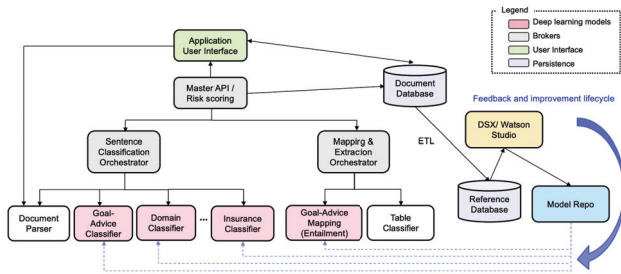 Legend
Deep learning models
Brokers
User Interface
Persistence
Application
User Interface
Master API /
Risk scoring
Document
Database
Feedback and improvement lifecycle
DSX/ Watson
Studio
Sentence
Classification
Orchestrator
Mapping &
Extraction
Orchestrator
ETL
Reference
Database
Model Repo
Document
Parser
Goal-
Advice
Classifier
Domain
Classifier
...
Insurance
Classifier
Goal-Advice
Mapping
(Entailment)
Table
Classifier